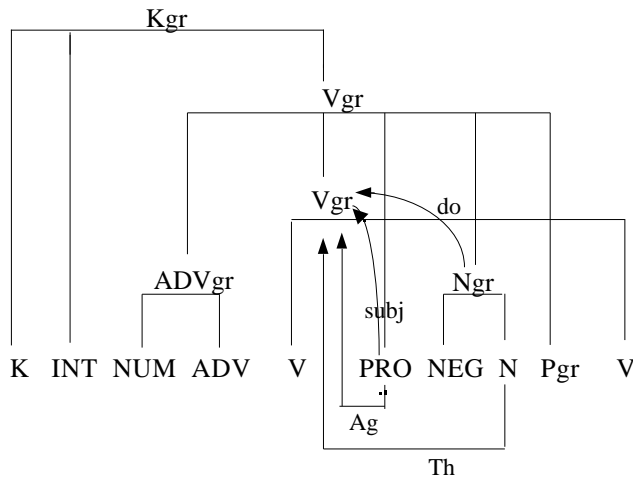 Kgr
Vgr
Vgr
do
ADVgr
Ngr
subj
K INT NUM ADV V PRO NEG N Pgr V
Ag
Th